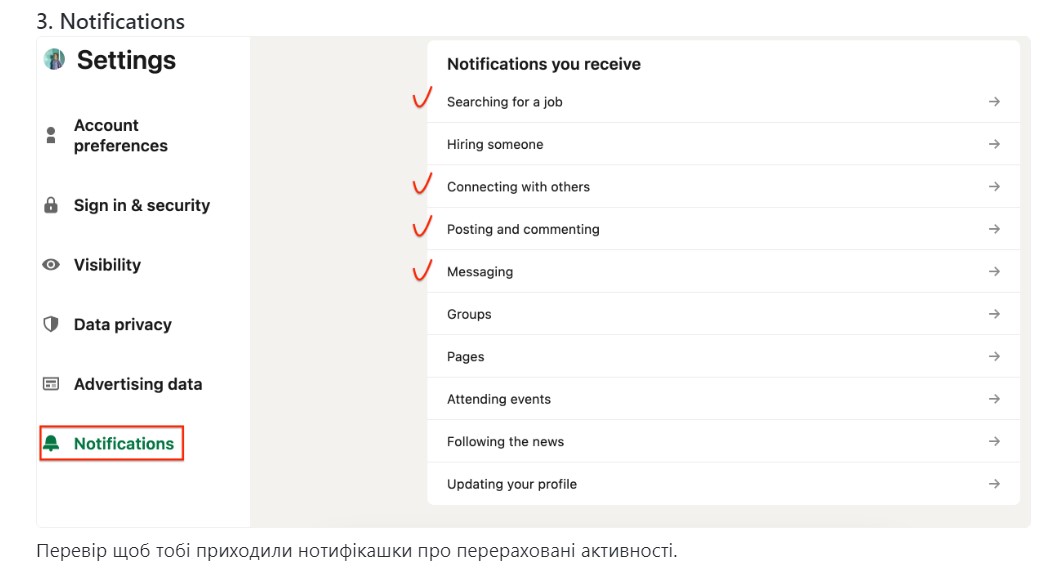 3. Notifications
Settings
Account
preferences
Sign in & security
Visibility
Data privacy
Advertising data
Notifications
Notifications you receive
Searching for a job
Hiring someone
Connecting with others
Posting and commenting
Messaging
Groups
Pages
Attending events
Following the news
Updating your profile
Перевір щоб тобі приходили нотифікашки про перераховані активності.